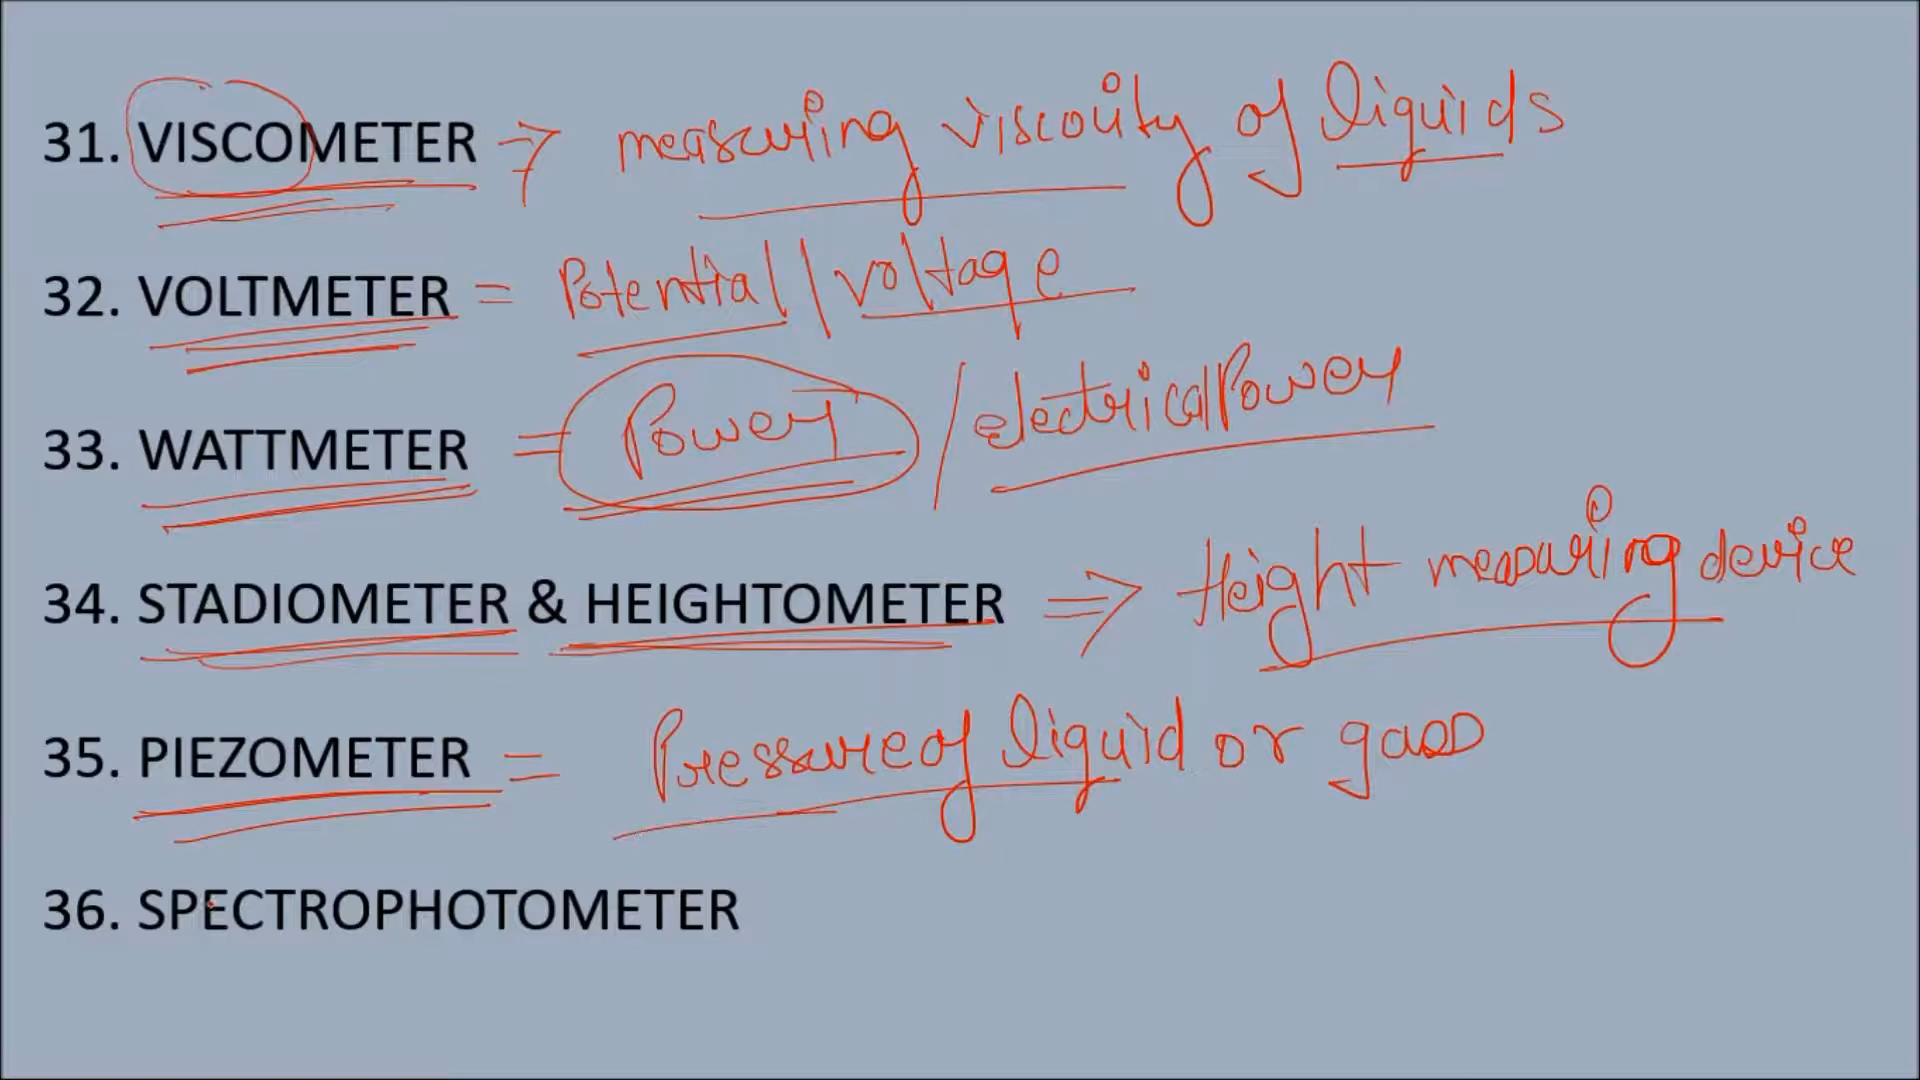 31. VISCOMETER => measuring viscosity of liquids
32. VOLTMETER = Potential / voltage
33. WATTMETER = Power / electrical Power
34. STADIOMETER & HEIGHTOMETER => Height measuring device
35. PIEZOMETER = Pressure of liquid or gas
36. SPECTROPHOTOMETER